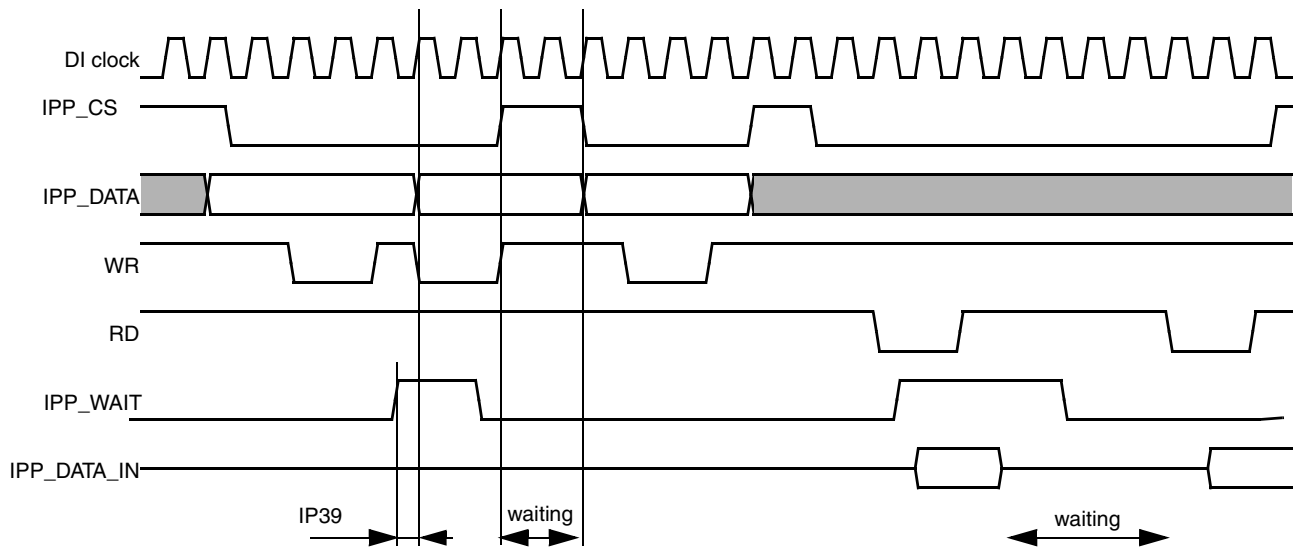 DI clock
IPP_CS
IPP_DATA
WR
RD
IPP_WAIT
IPP_DATA_IN
IP39
waiting
waiting